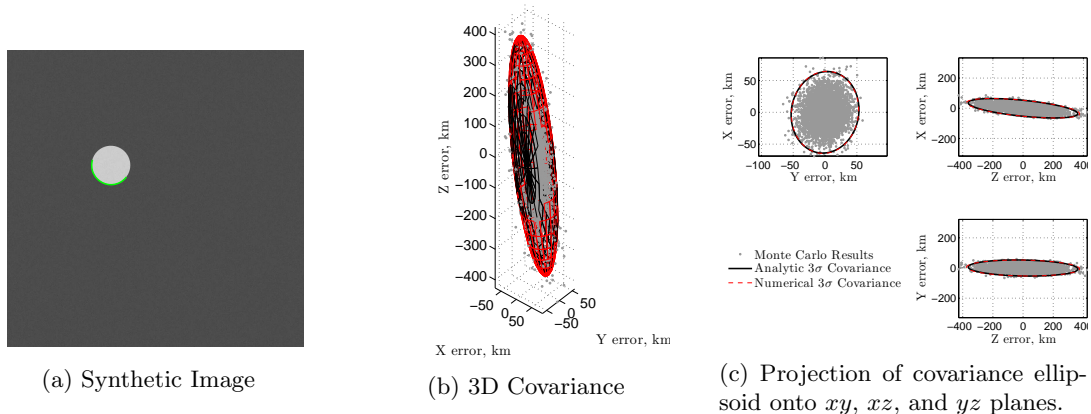 400
300
200
100
0
−100
−200
−300
−400
Z error, km
−50
0
50
X error, km
50
0
−50
Y error, km
50
0
−50
X error, km
−100
−50
0
50
Y error, km
200
0
−200
X error, km
−400
−200
0
200
400
Z error, km
Monte Carlo Results
Analytic 3σ Covariance
Numerical 3σ Covariance
200
0
−200
Y error, km
−400
−200
0
200
400
Z error, km
(a) Synthetic Image
(b) 3D Covariance
(c) Projection of covariance ellip-
soid onto xy, xz, and yz planes.